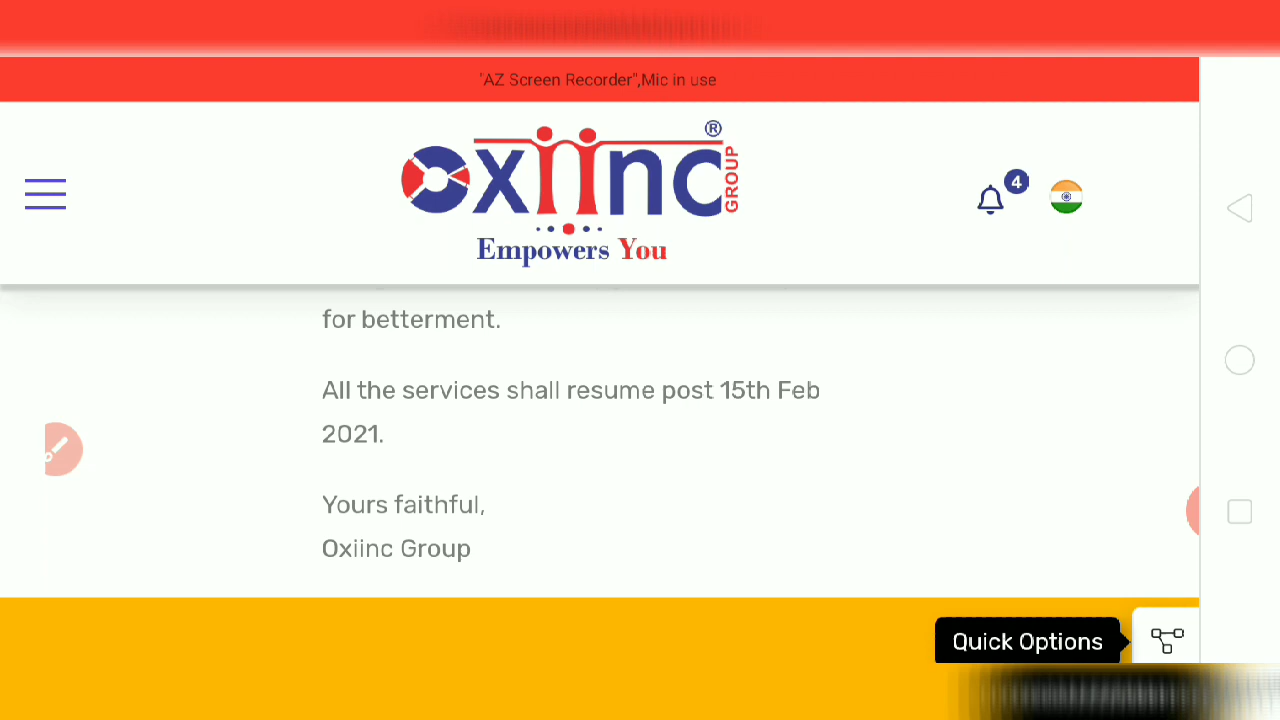 "AZ Screen Recorder",Mic in use
oxiinc GROUP ®
4
Empowers You
for betterment.
All the services shall resume post 15th Feb
2021.
Yours faithful,
Oxiinc Group
Quick Options